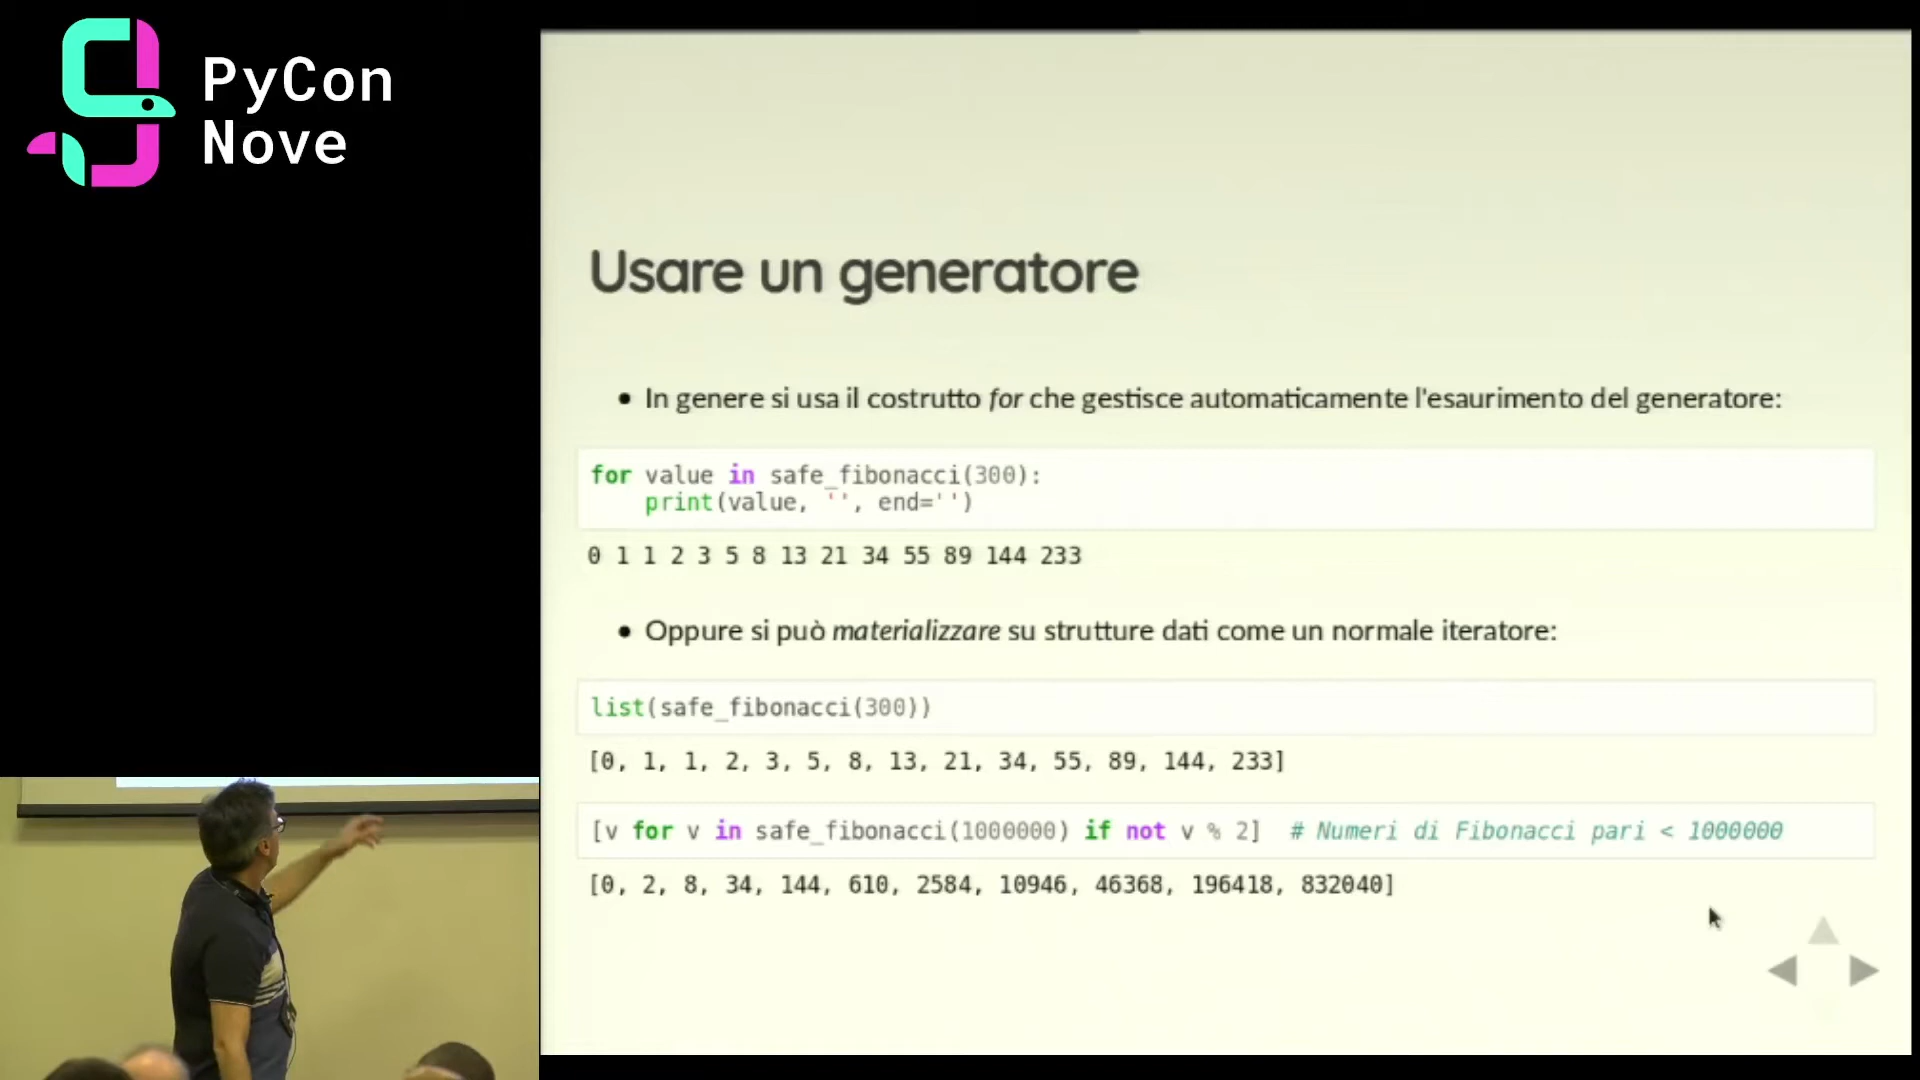 PyCon
Nove
Usare un generatore
• In genere si usa il costrutto for che gestisce automaticamente l'esaurimento del generatore:
for value in safe_fibonacci(300):
    print(value, '', end='')
0 1 1 2 3 5 8 13 21 34 55 89 144 233
• Oppure si può materializzare su strutture dati come un normale iteratore:
list(safe_fibonacci(300))
[0, 1, 1, 2, 3, 5, 8, 13, 21, 34, 55, 89, 144, 233]
[v for v in safe_fibonacci(1000000) if not v % 2]  # Numeri di Fibonacci pari < 1000000
[0, 2, 8, 34, 144, 610, 2584, 10946, 46368, 196418, 832040]